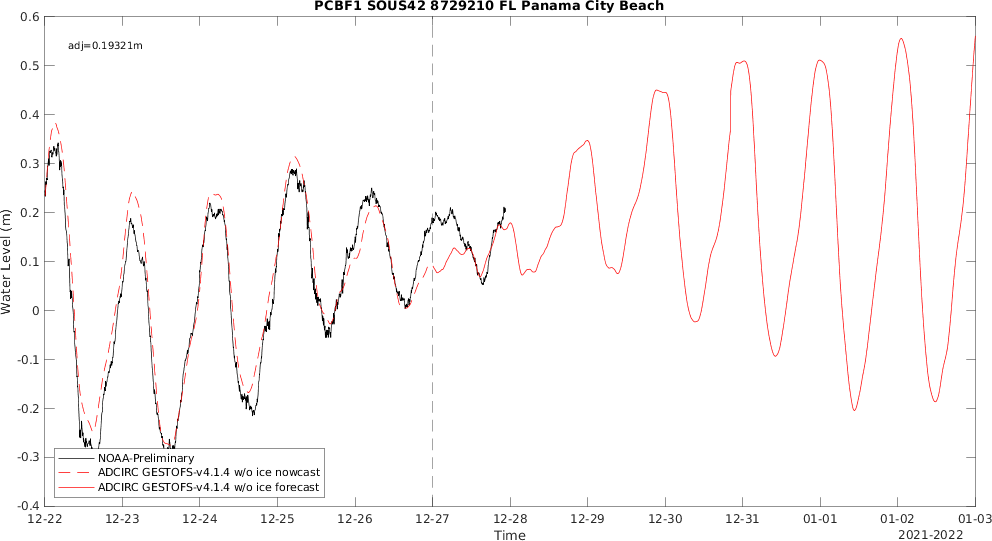 PCBF1 SOUS42 8729210 FL Panama City Beach
adj=0.19321m
0.6
0.5
0.4
0.3
0.2
0.1
0
-0.1
-0.2
-0.3
-0.4
Water Level (m)
NOAA-Preliminary
ADCIRC GESTOFS-v4.1.4 w/o ice nowcast
ADCIRC GESTOFS-v4.1.4 w/o ice forecast
12-22 12-23 12-24 12-25 12-26 12-27 12-28 12-29 12-30 12-31 01-01 01-02 01-03
Time
2021-2022